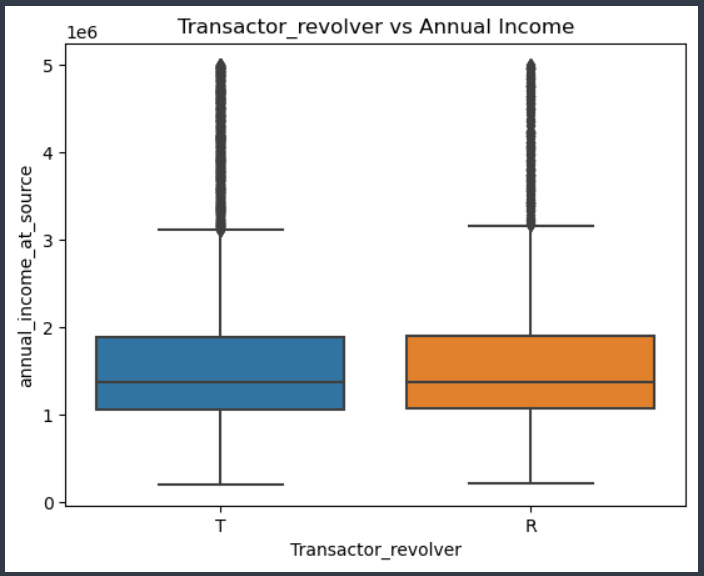 Transactor_revolver vs Annual Income
1e6
5
4
3
2
1
0
annual_income_at_source
T
R
Transactor_revolver